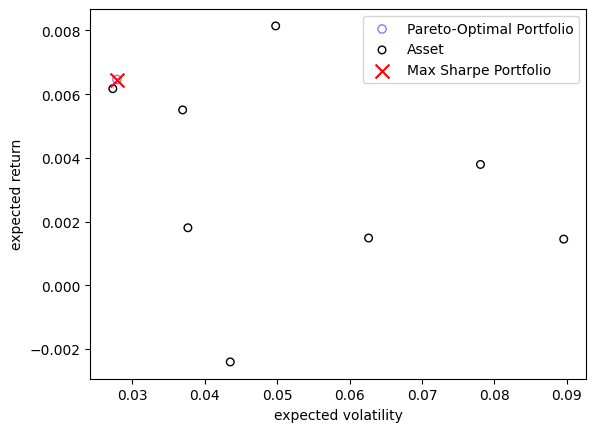 Pareto-Optimal Portfolio
Asset
Max Sharpe Portfolio
0.008
0.006
0.004
0.002
0.000
−0.002
expected return
0.03 0.04 0.05 0.06 0.07 0.08 0.09
expected volatility